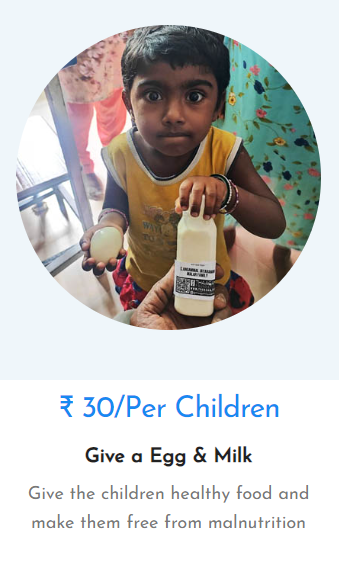 ₹ 30/Per Children
Give a Egg & Milk
Give the children healthy food and
make them free from malnutrition